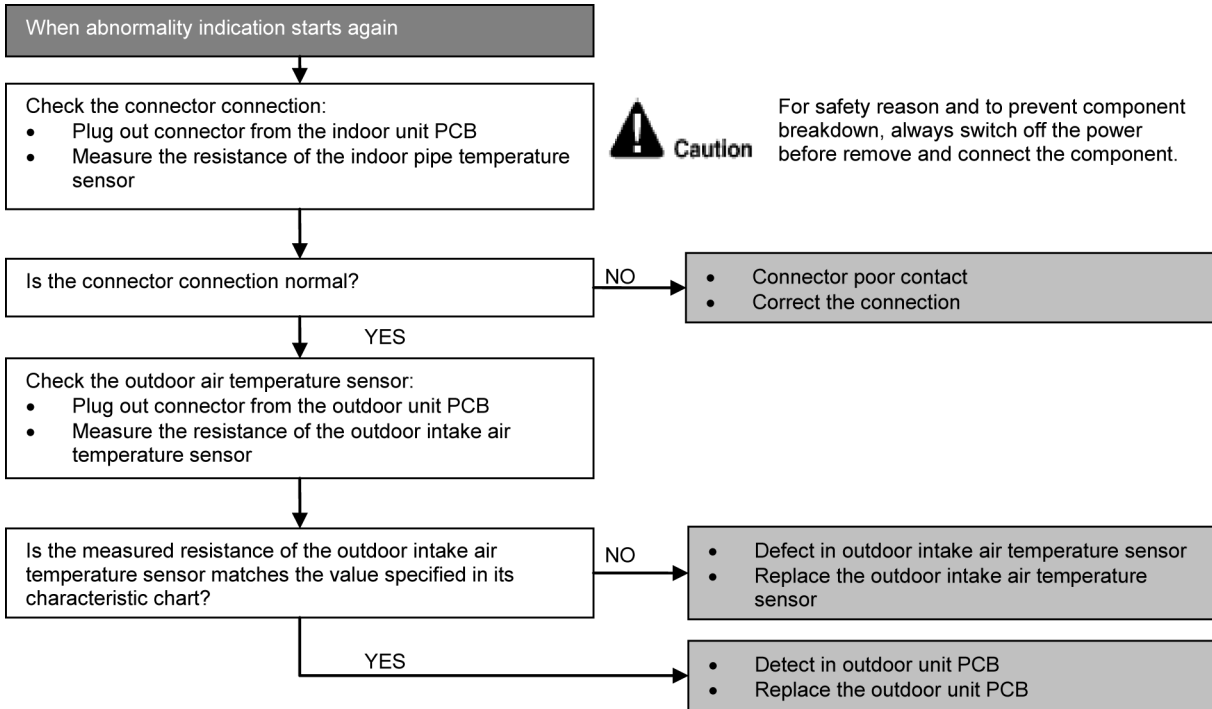 When abnormality indication starts again
Check the connector connection:
• Plug out connector from the indoor unit PCB
• Measure the resistance of the indoor pipe temperature
sensor
Caution
For safety reason and to prevent component
breakdown, always switch off the power
before remove and connect the component.
Is the connector connection normal?
NO
• Connector poor contact
• Correct the connection
YES
Check the outdoor air temperature sensor:
• Plug out connector from the outdoor unit PCB
• Measure the resistance of the outdoor intake air
temperature sensor
Is the measured resistance of the outdoor intake air
temperature sensor matches the value specified in its
characteristic chart?
NO
• Defect in outdoor intake air temperature sensor
• Replace the outdoor intake air temperature
sensor
YES
• Detect in outdoor unit PCB
• Replace the outdoor unit PCB